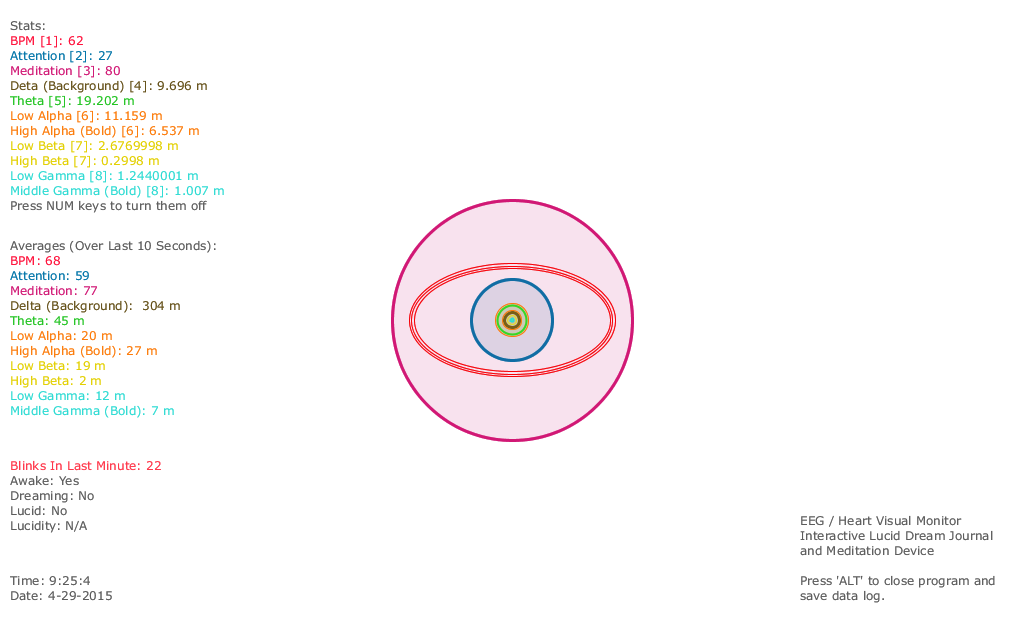 Stats:
BPM [1]: 62
Attention [2]: 27
Meditation [3]: 80
Deta (Background) [4]: 9.696 m
Theta [5]: 19.202 m
Low Alpha [6]: 11.159 m
High Alpha (Bold) [6]: 6.537 m
Low Beta [7]: 2.6769998 m
High Beta [7]: 0.2998 m
Low Gamma [8]: 1.2440001 m
Middle Gamma (Bold) [8]: 1.007 m
Press NUM keys to turn them off
Averages (Over Last 10 Seconds):
BPM: 68
Attention: 59
Meditation: 77
Delta (Background):  304 m
Theta: 45 m
Low Alpha: 20 m
High Alpha (Bold): 27 m
Low Beta: 19 m
High Beta: 2 m
Low Gamma: 12 m
Middle Gamma (Bold): 7 m
Blinks In Last Minute: 22
Awake: Yes
Dreaming: No
Lucid: No
Lucidity: N/A
Time: 9:25:4
Date: 4-29-2015
EEG / Heart Visual Monitor
Interactive Lucid Dream Journal
and Meditation Device
Press 'ALT' to close program and
save data log.